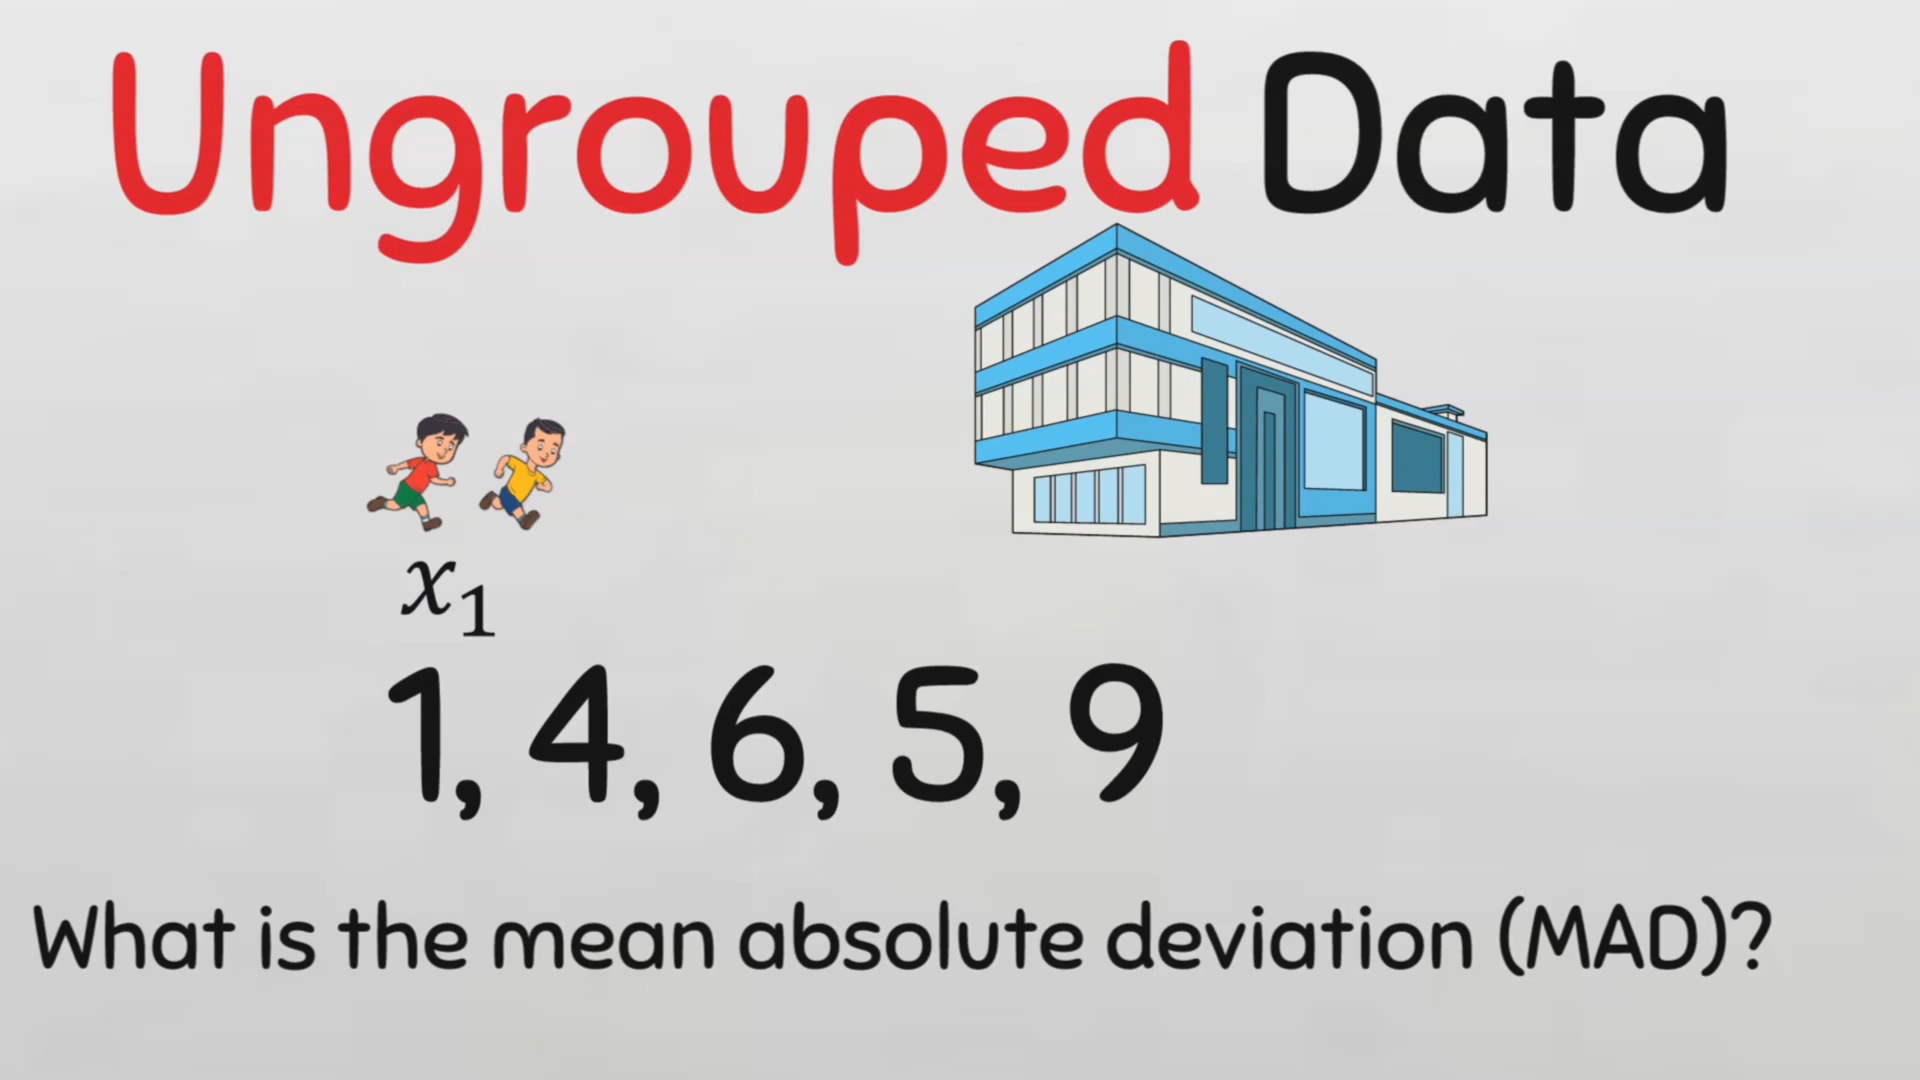 Ungrouped Data
x₁
1, 4, 6, 5, 9
What is the mean absolute deviation (MAD)?